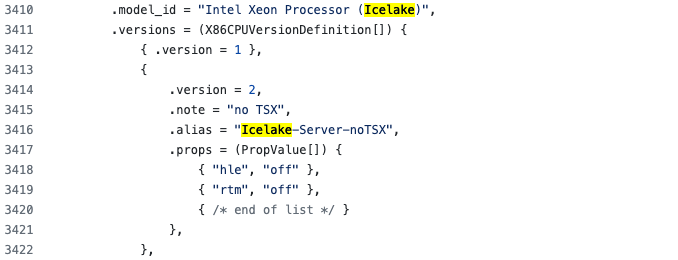 3410 .model_id = "Intel Xeon Processor (Icelake)",
3411 .versions = (X86CPUVersionDefinition[]) {
3412 { .version = 1 },
3413 {
3414 .version = 2,
3415 .note = "no TSX",
3416 .alias = "Icelake-Server-noTSX",
3417 .props = (PropValue[]) {
3418 { "hle", "off" },
3419 { "rtm", "off" },
3420 { /* end of list */ }
3421 },
3422 },